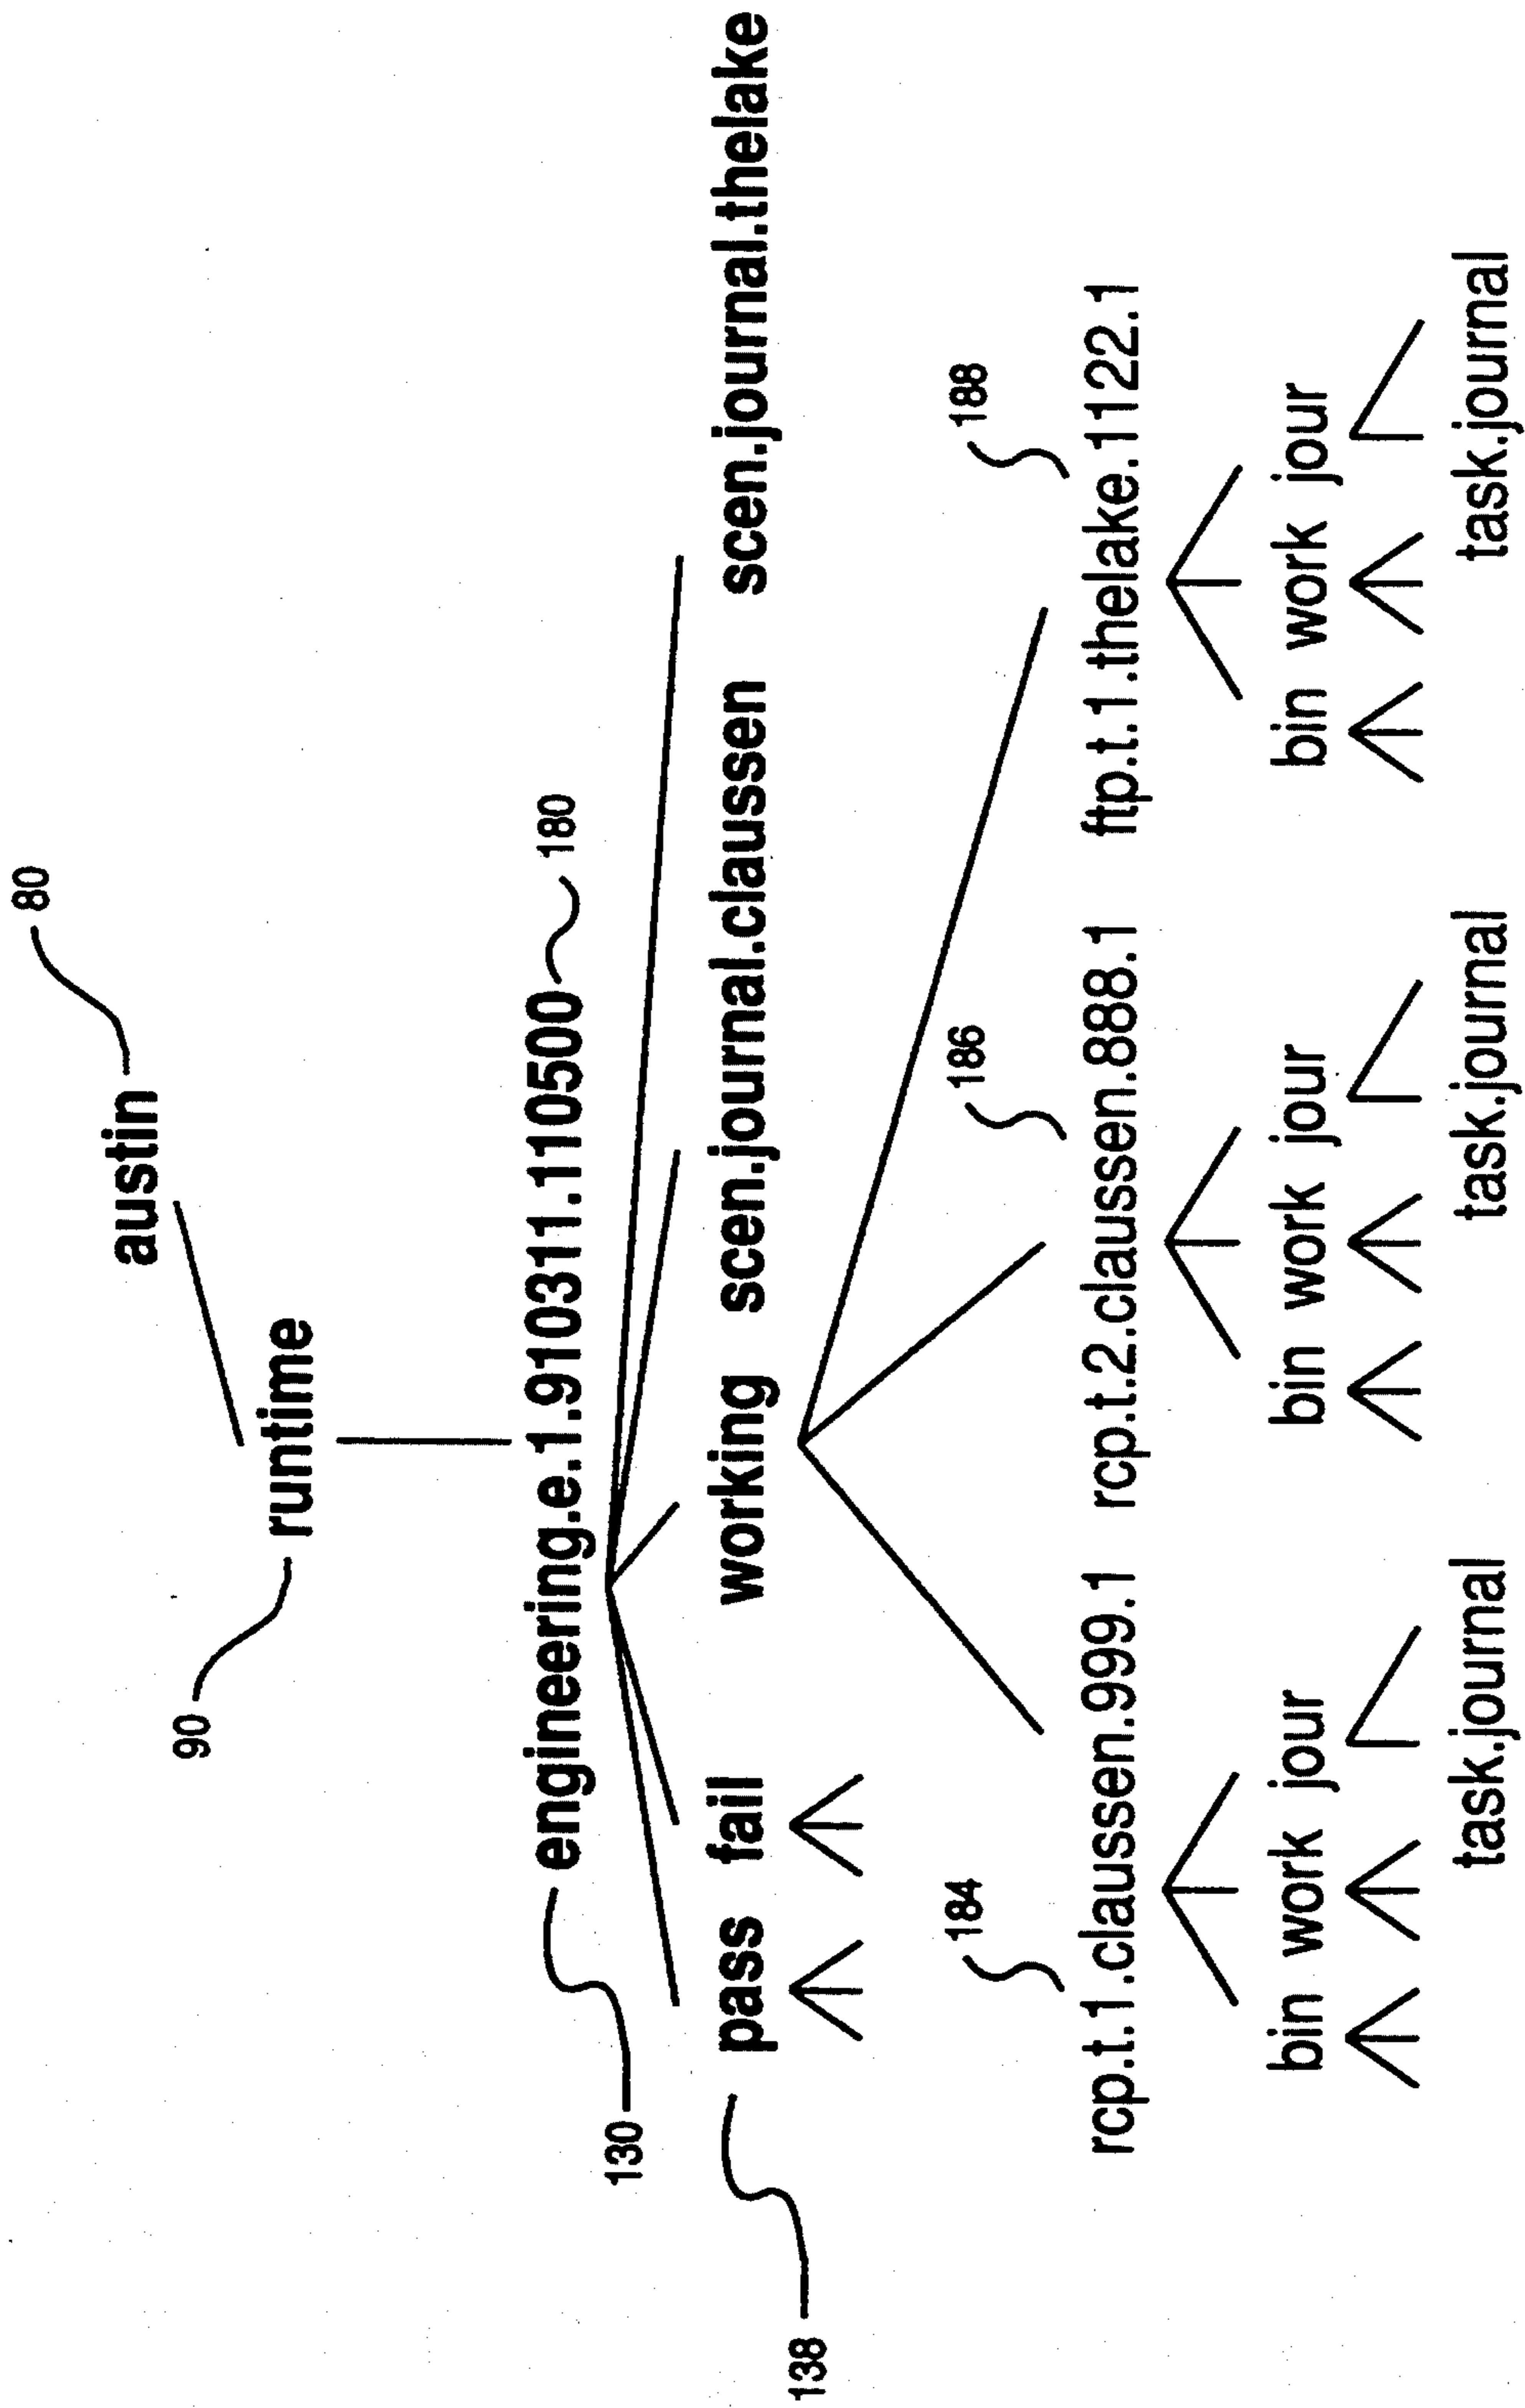 80
austin
90
runtime
engineering.e.1.910311.110500
180
130
pass fail working scen.journal.claussen scen.journal.thelake
138
184
186
188
rcp.t.1.claussen.999.1 rcp.t.2.claussen.888.1 ftp.t.1.thelake.1122.1
bin work jour bin work jour bin work jour
task.journal task.journal task.journal